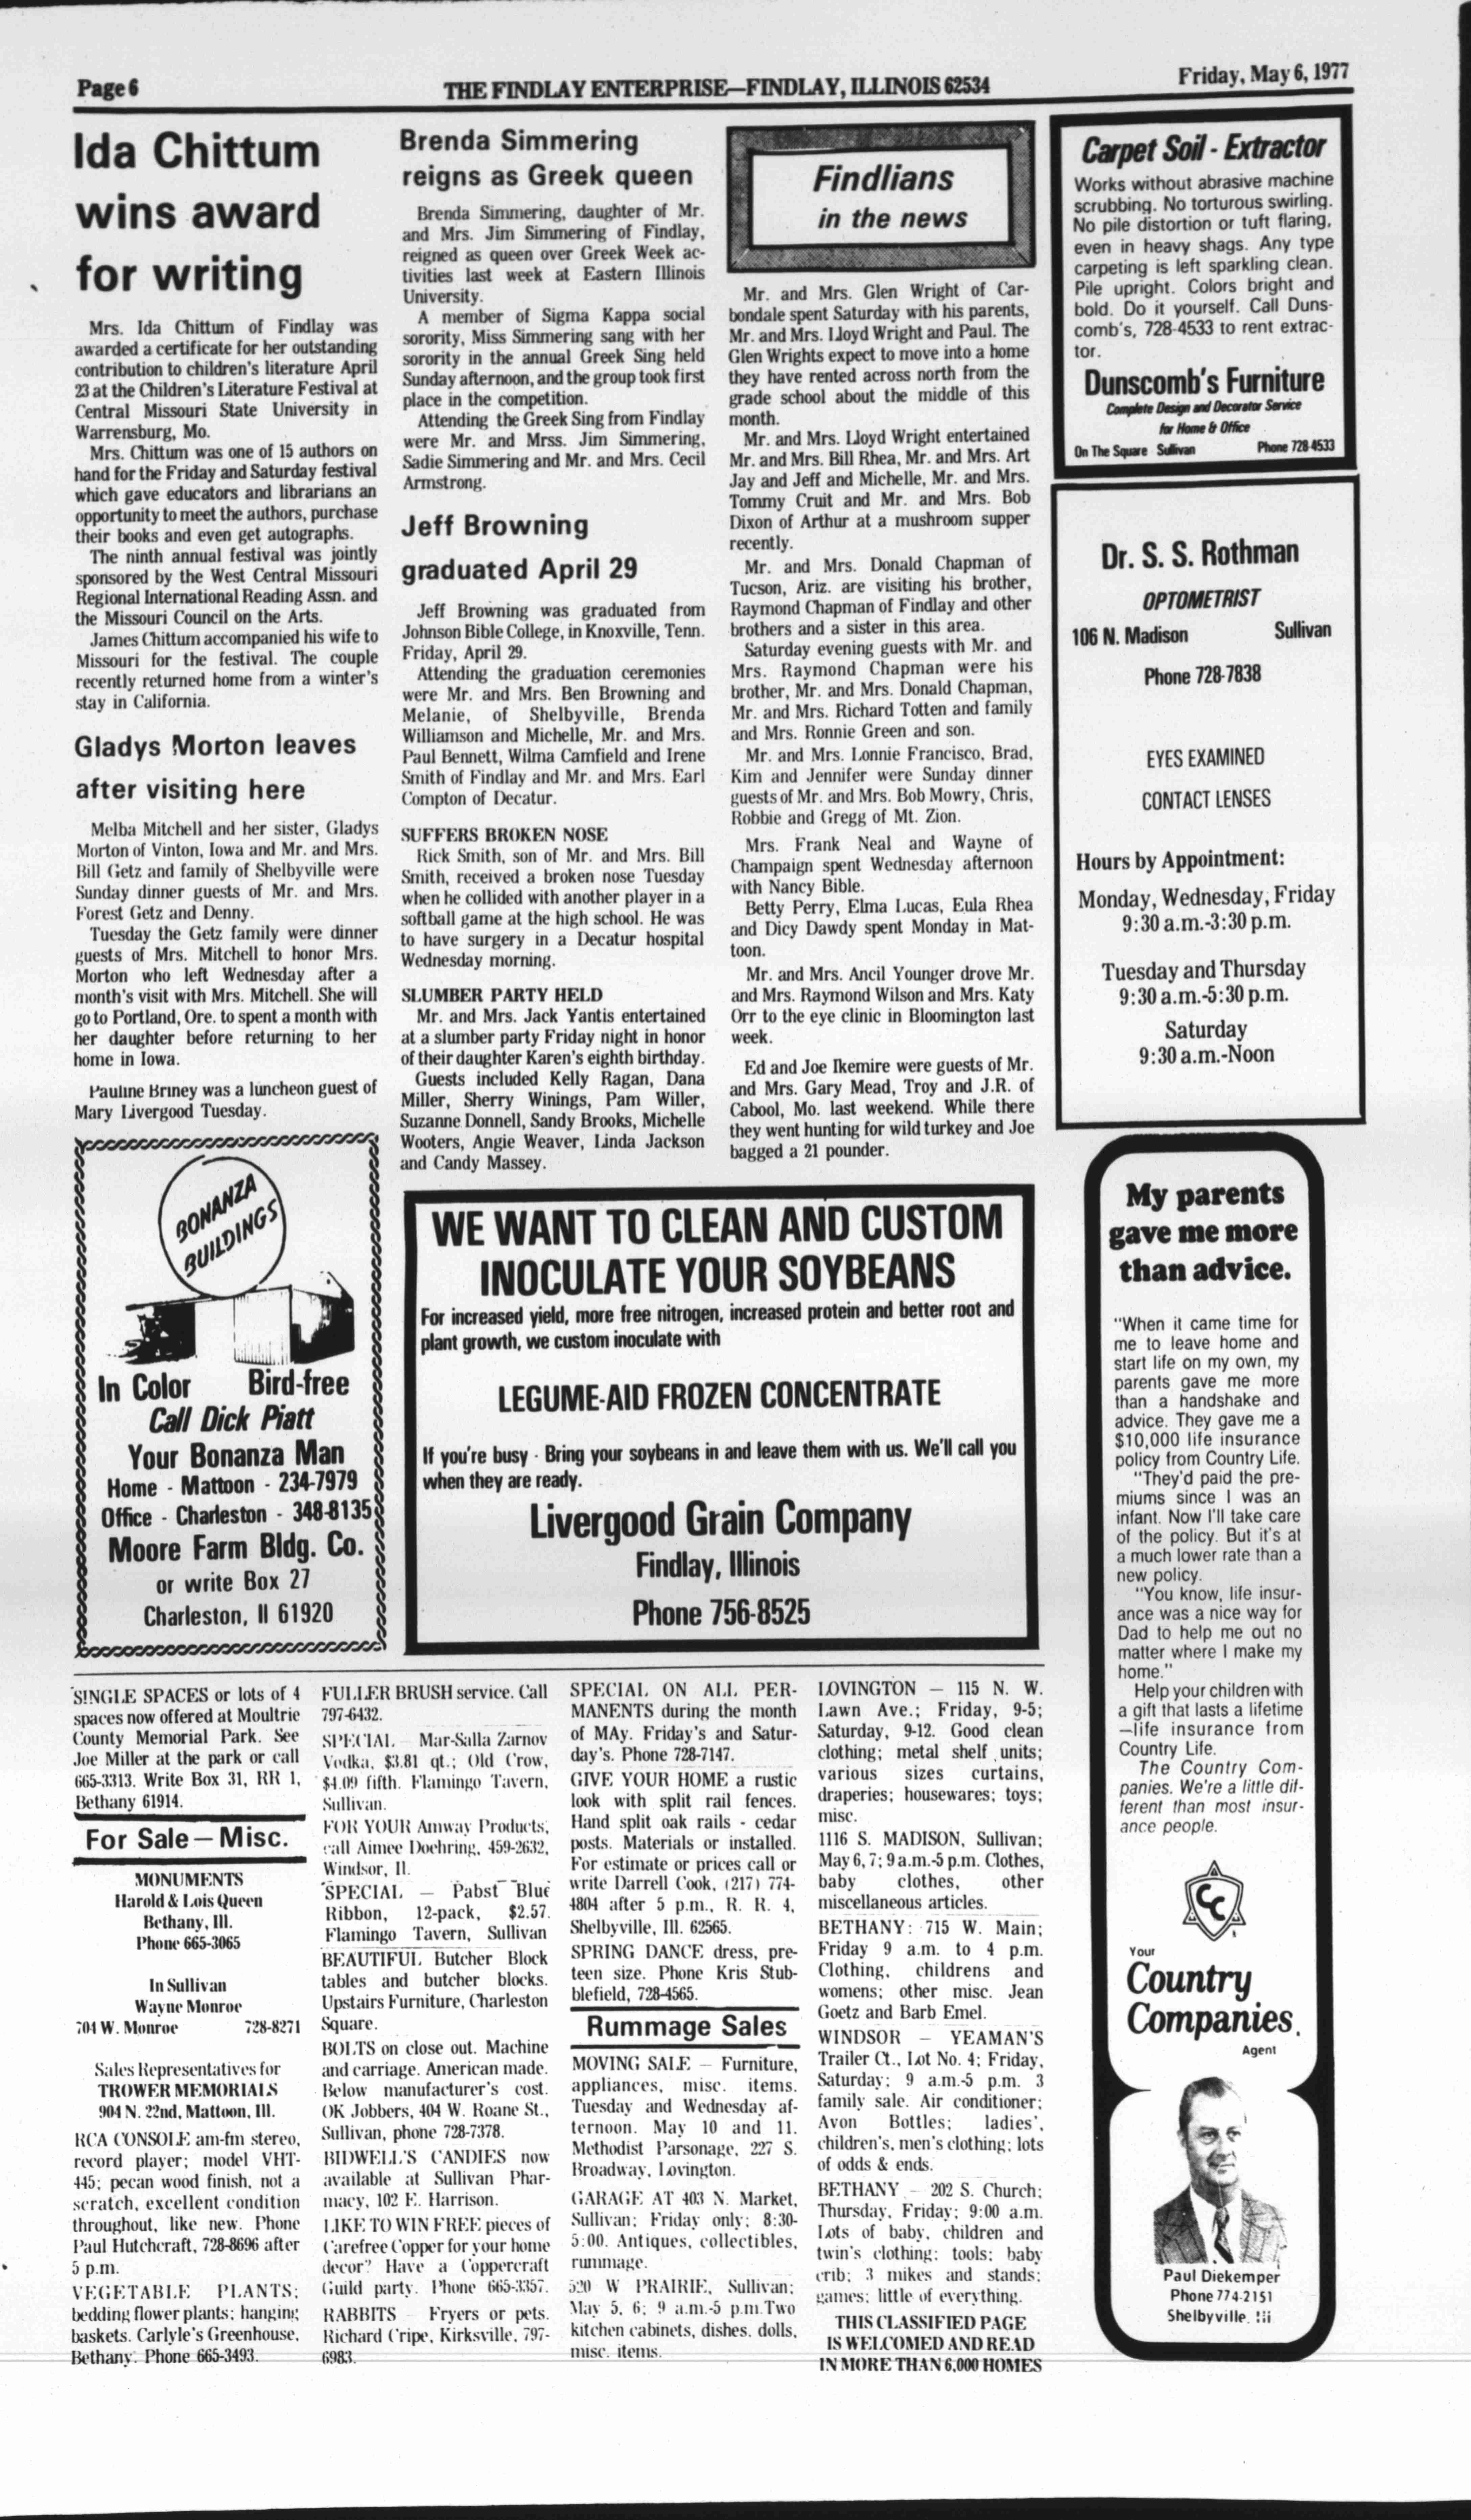 Page 6
THE FINDLAY ENTERPRISE—FINDLAY, ILLINOIS 62534
Friday, May 6, 1977
Ida Chittum
wins award
for writing
Mrs. Ida Chittum of Findlay was
awarded a certificate for her outstanding
contribution to children's literature April
23 at the Children's Literature Festival at
Central Missouri State University in
Warrensburg, Mo.
Mrs. Chittum was one of 15 authors on
hand for the Friday and Saturday festival
which gave educators and librarians an
opportunity to meet the authors, purchase
their books and even get autographs.
The ninth annual festival was jointly
sponsored by the West Central Missouri
Regional International Reading Assn. and
the Missouri Council on the Arts.
James Chittum accompanied his wife to
Missouri for the festival. The couple
recently returned home from a winter's
stay in California.
Gladys Morton leaves
after visiting here
Melba Mitchell and her sister, Gladys
Morton of Vinton, Iowa and Mr. and Mrs.
Bill Getz and family of Shelbyville were
Sunday dinner guests of Mr. and Mrs.
Forest Getz and Denny.
Tuesday the Getz family were dinner
guests of Mrs. Mitchell to honor Mrs.
Morton who left Wednesday after a
month's visit with Mrs. Mitchell. She will
go to Portland, Ore. to spent a month with
her daughter before returning to her
home in Iowa.
Pauline Briney was a luncheon guest of
Mary Livergood Tuesday.
BONANZA
BUILDINGS
In Color Bird-free
Call Dick Piatt
Your Bonanza Man
Home - Mattoon - 234-7979
Office - Charleston - 348-8135
Moore Farm Bldg. Co.
or write Box 27
Charleston, Il 61920
Brenda Simmering
reigns as Greek queen
Brenda Simmering, daughter of Mr.
and Mrs. Jim Simmering of Findlay,
reigned as queen over Greek Week ac-
tivities last week at Eastern Illinois
University.
A member of Sigma Kappa social
sorority, Miss Simmering sang with her
sorority in the annual Greek Sing held
Sunday afternoon, and the group took first
place in the competition.
Attending the Greek Sing from Findlay
were Mr. and Mrss. Jim Simmering,
Sadie Simmering and Mr. and Mrs. Cecil
Armstrong.
Jeff Browning
graduated April 29
Jeff Browning was graduated from
Johnson Bible College, in Knoxville, Tenn.
Friday, April 29.
Attending the graduation ceremonies
were Mr. and Mrs. Ben Browning and
Melanie, of Shelbyville, Brenda
Williamson and Michelle, Mr. and Mrs.
Paul Bennett, Wilma Camfield and Irene
Smith of Findlay and Mr. and Mrs. Earl
Compton of Decatur.
SUFFERS BROKEN NOSE
Rick Smith, son of Mr. and Mrs. Bill
Smith, received a broken nose Tuesday
when he collided with another player in a
softball game at the high school. He was
to have surgery in a Decatur hospital
Wednesday morning.
SLUMBER PARTY HELD
Mr. and Mrs. Jack Yantis entertained
at a slumber party Friday night in honor
of their daughter Karen's eighth birthday.
Guests included Kelly Ragan, Dana
Miller, Sherry Winings, Pam Willer,
Suzanne Donnell, Sandy Brooks, Michelle
Wooters, Angie Weaver, Linda Jackson
and Candy Massey.
Findlians
in the news
Mr. and Mrs. Glen Wright of Car-
bondale spent Saturday with his parents,
Mr. and Mrs. Lloyd Wright and Paul. The
Glen Wrights expect to move into a home
they have rented across north from the
grade school about the middle of this
month.
Mr. and Mrs. Lloyd Wright entertained
Mr. and Mrs. Bill Rhea, Mr. and Mrs. Art
Jay and Jeff and Michelle, Mr. and Mrs.
Tommy Cruit and Mr. and Mrs. Bob
Dixon of Arthur at a mushroom supper
recently.
Mr. and Mrs. Donald Chapman of
Tucson, Ariz. are visiting his brother,
Raymond Chapman of Findlay and other
brothers and a sister in this area.
Saturday evening guests with Mr. and
Mrs. Raymond Chapman were his
brother, Mr. and Mrs. Donald Chapman,
Mr. and Mrs. Richard Totten and family
and Mrs. Ronnie Green and son.
Mr. and Mrs. Lonnie Francisco, Brad,
Kim and Jennifer were Sunday dinner
guests of Mr. and Mrs. Bob Mowry, Chris,
Robbie and Gregg of Mt. Zion.
Mrs. Frank Neal and Wayne of
Champaign spent Wednesday afternoon
with Nancy Bible.
Betty Perry, Elma Lucas, Eula Rhea
and Dicy Dawdy spent Monday in Mat-
toon.
Mr. and Mrs. Ancil Younger drove Mr.
and Mrs. Raymond Wilson and Mrs. Katy
Orr to the eye clinic in Bloomington last
week.
Ed and Joe Ikemire were guests of Mr.
and Mrs. Gary Mead, Troy and J.R. of
Cabool, Mo. last weekend. While there
they went hunting for wild turkey and Joe
bagged a 21 pounder.
WE WANT TO CLEAN AND CUSTOM
INOCULATE YOUR SOYBEANS
For increased yield, more free nitrogen, increased protein and better root and
plant growth, we custom inoculate with
LEGUME-AID FROZEN CONCENTRATE
If you're busy - Bring your soybeans in and leave them with us. We'll call you
when they are ready.
Livergood Grain Company
Findlay, Illinois
Phone 756-8525
Carpet Soil - Extractor
Works without abrasive machine
scrubbing. No torturous swirling.
No pile distortion or tuft flaring,
even in heavy shags. Any type
carpeting is left sparkling clean.
Pile upright. Colors bright and
bold. Do it yourself. Call Duns-
comb's, 728-4533 to rent extrac-
tor.
Dunscomb's Furniture
Complete Design and Decorator Service
for Home & Office
On The Square Sullivan Phone 728-4533
Dr. S. S. Rothman
OPTOMETRIST
106 N. Madison Sullivan
Phone 728-7838
EYES EXAMINED
CONTACT LENSES
Hours by Appointment:
Monday, Wednesday, Friday
9:30 a.m.-3:30 p.m.
Tuesday and Thursday
9:30 a.m.-5:30 p.m.
Saturday
9:30 a.m.-Noon
My parents
gave me more
than advice.
"When it came time for
me to leave home and
start life on my own, my
parents gave me more
than a handshake and
advice. They gave me a
$10,000 life insurance
policy from Country Life.
"They'd paid the pre-
miums since I was an
infant. Now I'll take care
of the policy. But it's at
a much lower rate than a
new policy.
"You know, life insur-
ance was a nice way for
Dad to help me out no
matter where I make my
home."
Help your children with
a gift that lasts a lifetime
—life insurance from
Country Life.
The Country Com-
panies. We're a little dif-
ferent than most insur-
ance people.
CC
Your
Country
Companies.
Agent
Paul Diekemper
Phone 774-2151
Shelbyville, Ill
SINGLE SPACES or lots of 4
spaces now offered at Moultrie
County Memorial Park. See
Joe Miller at the park or call
665-3313. Write Box 31, RR 1,
Bethany 61914.
For Sale—Misc.
MONUMENTS
Harold & Lois Queen
Bethany, Ill.
Phone 665-3065
In Sullivan
Wayne Monroe
704 W. Monroe 728-8271
Sales Representatives for
TROWER MEMORIALS
904 N. 22nd, Mattoon, Ill.
RCA CONSOLE am-fm stereo,
record player; model VHT-
445; pecan wood finish, not a
scratch, excellent condition
throughout, like new. Phone
Paul Hutchcraft, 728-8696 after
5 p.m.
VEGETABLE PLANTS;
bedding flower plants; hanging
baskets. Carlyle's Greenhouse,
Bethany. Phone 665-3493.
FULLER BRUSH service. Call
797-6432.
SPECIAL — Mar-Salla Zarnov
Vodka, $3.81 qt.; Old Crow,
$4.09 fifth. Flamingo Tavern,
Sullivan.
FOR YOUR Amway Products,
call Aimee Doehring, 459-2632,
Windsor, Il.
SPECIAL — Pabst Blue
Ribbon, 12-pack, $2.57.
Flamingo Tavern, Sullivan
BEAUTIFUL Butcher Block
tables and butcher blocks.
Upstairs Furniture, Charleston
Square.
BOLTS on close out. Machine
and carriage. American made.
Below manufacturer's cost.
OK Jobbers, 404 W. Roane St.,
Sullivan, phone 728-7378.
BIDWELL'S CANDIES now
available at Sullivan Phar-
macy, 102 E. Harrison.
LIKE TO WIN FREE pieces of
Carefree Copper for your home
decor? Have a Coppercraft
Guild party. Phone 665-3357.
RABBITS — Fryers or pets.
Richard Cripe, Kirksville, 797-
6983.
SPECIAL ON ALL PER-
MANENTS during the month
of MAy. Friday's and Satur-
day's. Phone 728-7147.
GIVE YOUR HOME a rustic
look with split rail fences.
Hand split oak rails - cedar
posts. Materials or installed.
For estimate or prices call or
write Darrell Cook, (217) 774-
4804 after 5 p.m., R. R. 4,
Shelbyville, Ill. 62565.
SPRING DANCE dress, pre-
teen size. Phone Kris Stub-
blefield, 728-4565.
Rummage Sales
MOVING SALE — Furniture,
appliances, misc. items.
Tuesday and Wednesday af-
ternoon. May 10 and 11.
Methodist Parsonage, 227 S.
Broadway, Lovington.
GARAGE AT 403 N. Market,
Sullivan; Friday only; 8:30-
5:00. Antiques, collectibles,
rummage.
520 W PRAIRIE, Sullivan;
May 5, 6; 9 a.m.-5 p.m. Two
kitchen cabinets, dishes, dolls,
misc. items.
LOVINGTON — 115 N. W.
Lawn Ave.; Friday, 9-5;
Saturday, 9-12. Good clean
clothing; metal shelf units;
various sizes curtains,
draperies; housewares; toys;
misc.
1116 S. MADISON, Sullivan;
May 6, 7; 9 a.m.-5 p.m. Clothes,
baby clothes, other
miscellaneous articles.
BETHANY: 715 W. Main;
Friday 9 a.m. to 4 p.m.
Clothing, childrens and
womens; other misc. Jean
Goetz and Barb Emel.
WINDSOR — YEAMAN'S
Trailer Ct., Lot No. 4; Friday,
Saturday; 9 a.m.-5 p.m. 3
family sale. Air conditioner;
Avon Bottles; ladies',
children's, men's clothing; lots
of odds & ends.
BETHANY — 202 S. Church;
Thursday, Friday; 9:00 a.m.
Lots of baby, children and
twin's clothing; tools; baby
crib; 3 mikes and stands;
games; little of everything.
THIS CLASSIFIED PAGE
IS WELCOMED AND READ
IN MORE THAN 6,000 HOMES